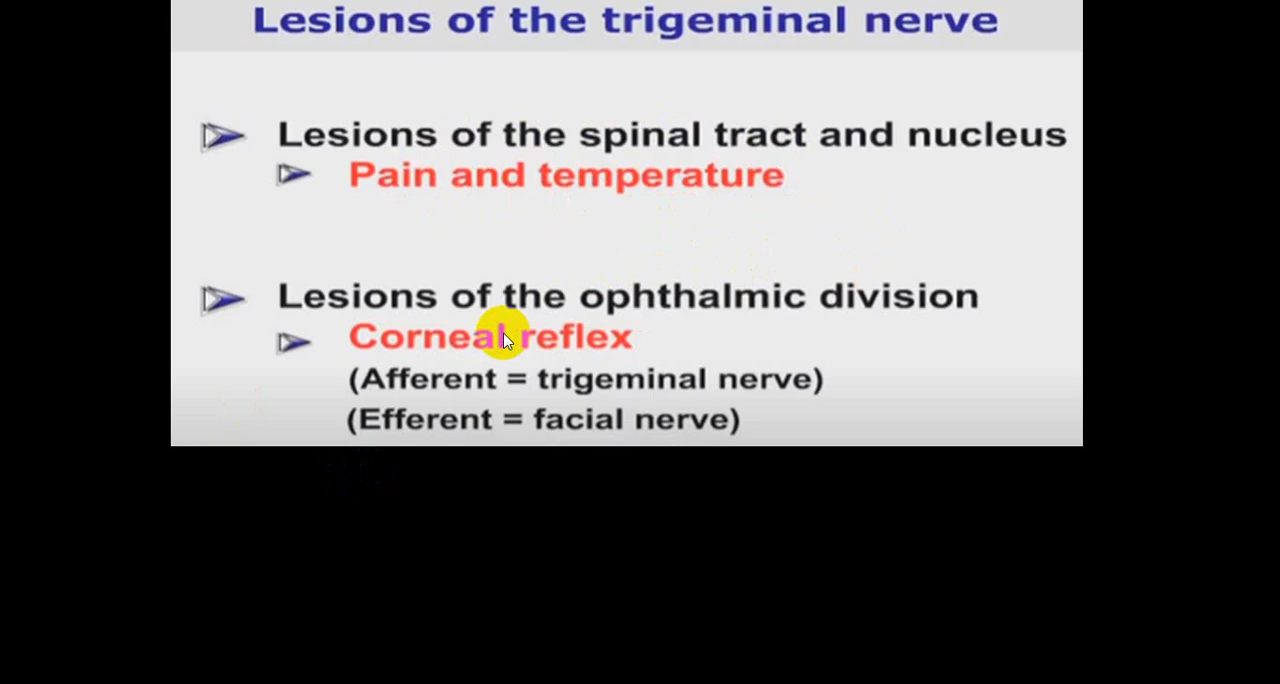 Lesions of the trigeminal nerve
Lesions of the spinal tract and nucleus
Pain and temperature
Lesions of the ophthalmic division
Corneal reflex
(Afferent = trigeminal nerve)
(Efferent = facial nerve)